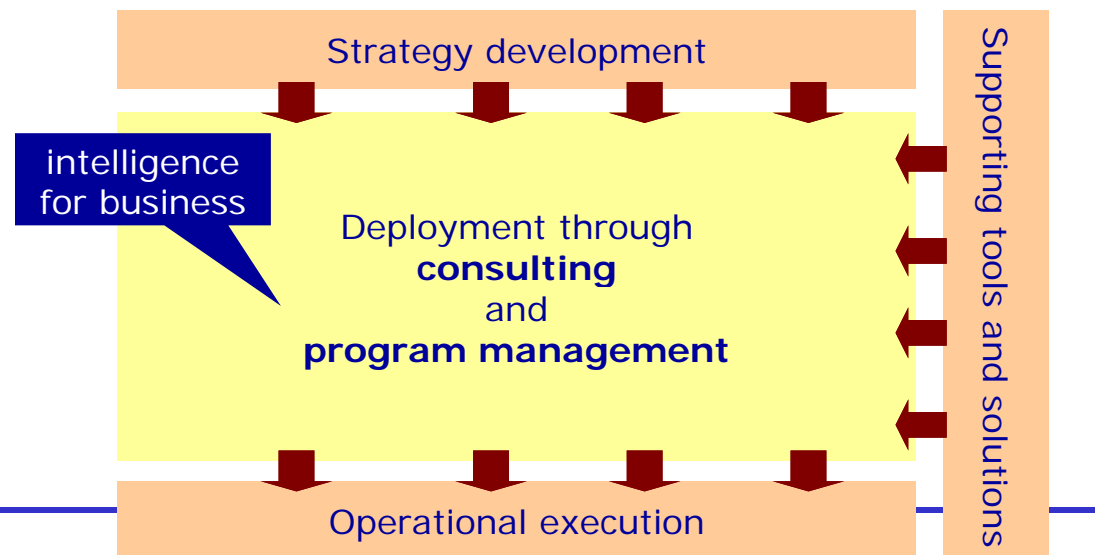 Strategy development
intelligence
for business
Deployment through
consulting
and
program management
Operational execution
Supporting tools and solutions